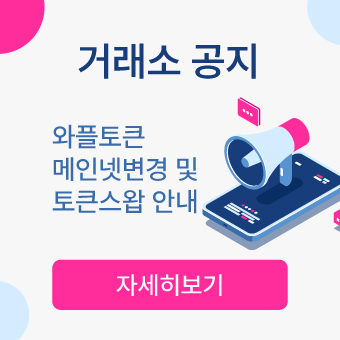 거래소 공지
와플토큰
메인넷변경 및
토큰스왑 안내
자세히보기